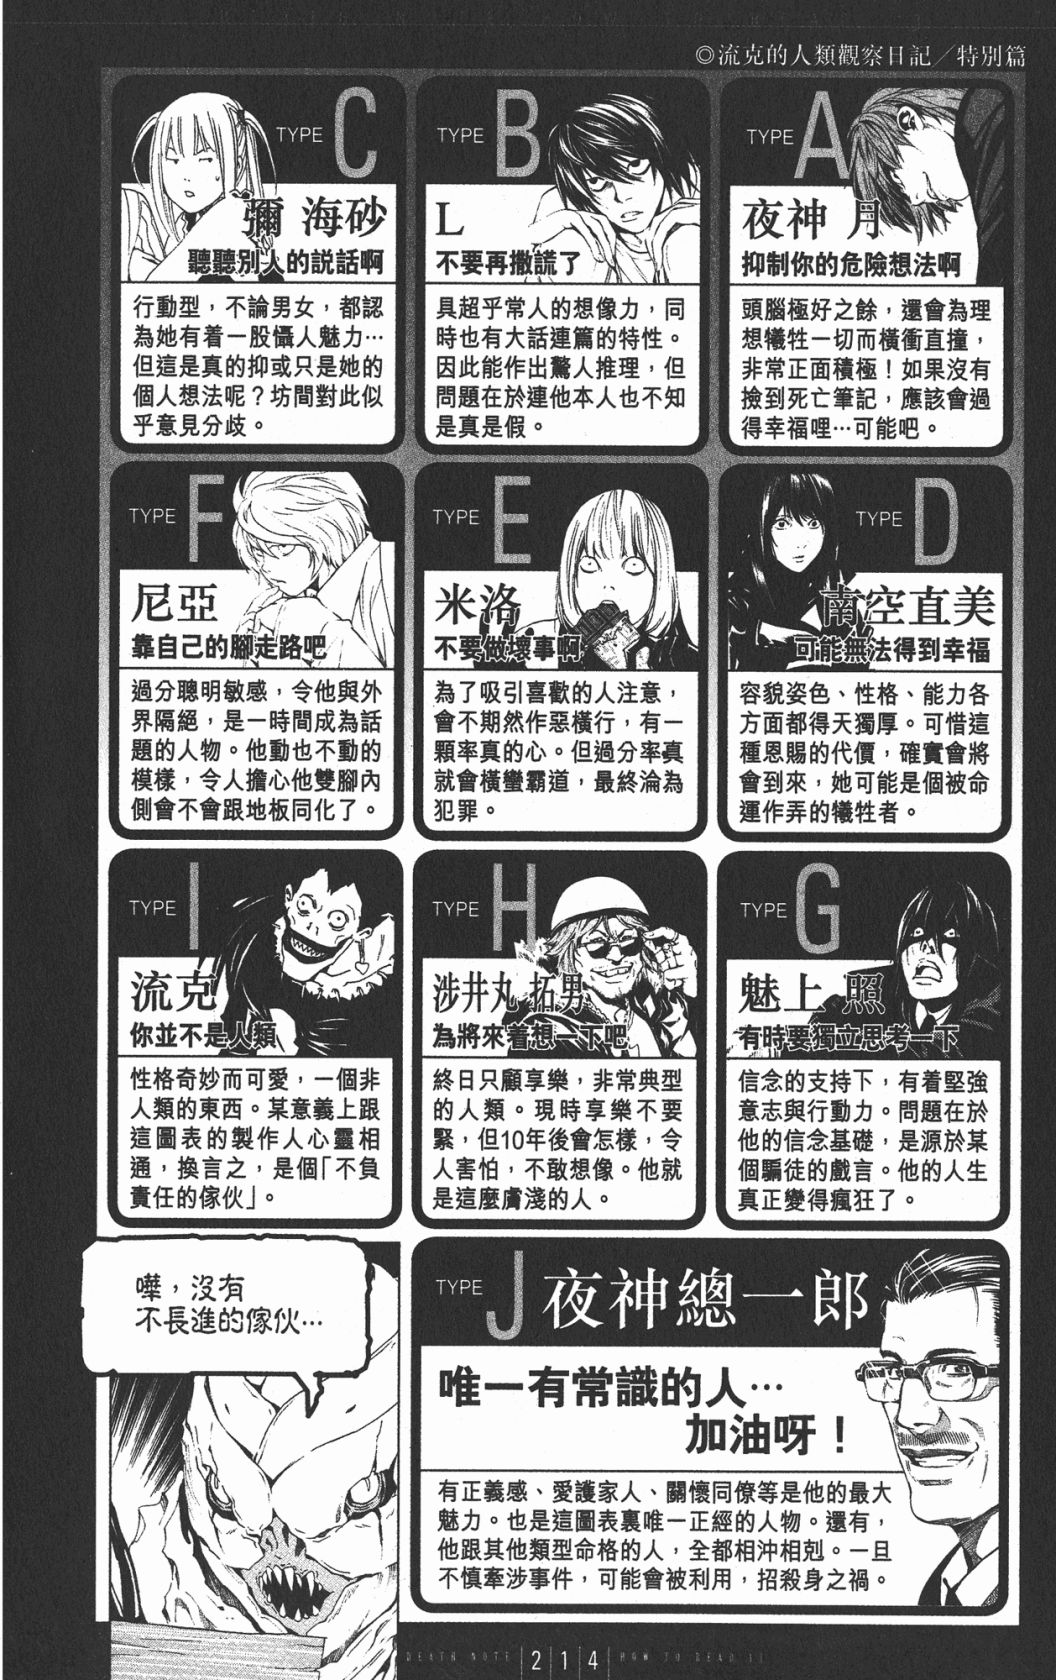 ◎流克的人類觀察日記／特別篇
TYPE A
夜神 月
抑制你的危險想法啊
頭腦極好之餘，還會為理
想犧牲一切而橫衝直撞，
非常正面積極！如果沒有
撿到死亡筆記，應該會過
得幸福哩…可能吧。
TYPE B
L
不要再撒謊了
具超乎常人的想像力，同
時也有大話連篇的特性。
因此能作出驚人推理，但
問題在於連他本人也不知
是真是假。
TYPE C
彌 海砂
聽聽別人的説話啊
行動型，不論男女，都認
為她有着一股懾人魅力…
但這是真的抑或只是她的
個人想法呢？坊間對此似
乎意見分歧。
TYPE D
南空直美
可能無法得到幸福
容貌姿色、性格、能力各
方面都得天獨厚。可惜這
種恩賜的代價，確實會將
會到來，她可能是個被命
運作弄的犧牲者。
TYPE E
米洛
不要做壞事啊
為了吸引喜歡的人注意，
會不期然作惡橫行，有一
顆率真的心。但過分率真
就會橫蠻霸道，最終淪為
犯罪。
TYPE F
尼亞
靠自己的腳走路吧
過分聰明敏感，令他與外
界隔絕，是一時間成為話
題的人物。他動也不動的
模樣，令人擔心他雙腳內
側會不會跟地板同化了。
TYPE G
魅上 照
有時要獨立思考一下
信念的支持下，有着堅強
意志與行動力。問題在於
他的信念基礎，是源於某
個騙徒的戲言。他的人生
真正變得瘋狂了。
TYPE H
涉井丸 拓男
為將來着想一下吧
終日只顧享樂，非常典型
的人類。現時享樂不要
緊，但10年後會怎樣，令
人害怕，不敢想像。他就
是這麼膚淺的人。
TYPE I
流克
你並不是人類
性格奇妙而可愛，一個非
人類的東西。某意義上跟
這圖表的製作人心靈相
通，換言之，是個「不負
責任的傢伙」。
TYPE J
夜神總一郎
唯一有常識的人…
加油呀！
有正義感、愛護家人、關懷同僚等是他的最大
魅力。也是這圖表裏唯一正經的人物。還有，
他跟其他類型命格的人，全都相沖相剋。一旦
不慎牽涉事件，可能會被利用，招殺身之禍。
嘩，沒有
不長進的傢伙…
DEATH NOTE 214 HOW TO READ 13